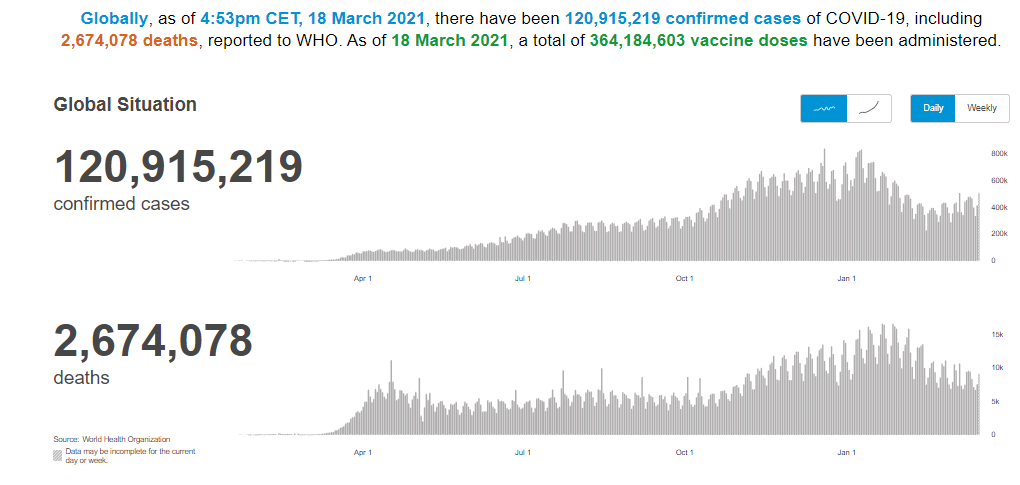 Globally, as of 4:53pm CET, 18 March 2021, there have been 120,915,219 confirmed cases of COVID-19, including
2,674,078 deaths, reported to WHO. As of 18 March 2021, a total of 364,184,603 vaccine doses have been administered.
Global Situation
Daily Weekly
120,915,219
confirmed cases
800k
600k
400k
200k
0
Apr 1 Jul 1 Oct 1 Jan 1
2,674,078
deaths
15k
10k
5k
0
Source: World Health Organization
Data may be incomplete for the current
day or week.
Apr 1 Jul 1 Oct 1 Jan 1